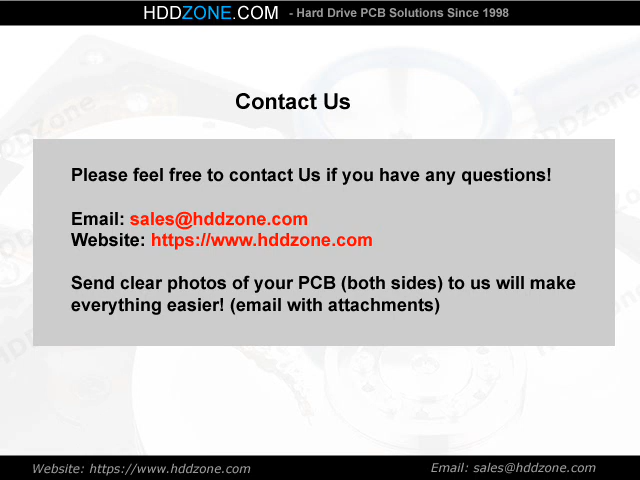 HDDZONE.COM - Hard Drive PCB Solutions Since 1998
HDDZone
HDDZone
Contact Us
Please feel free to contact Us if you have any questions!
Email: sales@hddzone.com
Website: https://www.hddzone.com
Send clear photos of your PCB (both sides) to us will make
everything easier! (email with attachments)
Website: https://www.hddzone.com Email: sales@hddzone.com